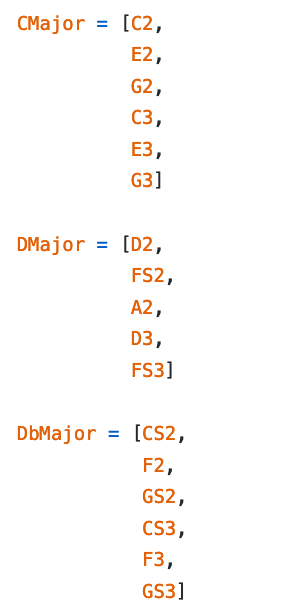 CMajor = [C2,
E2,
G2,
C3,
E3,
G3]
DMajor = [D2,
FS2,
A2,
D3,
FS3]
DbMajor = [CS2,
F2,
GS2,
CS3,
F3,
GS3]